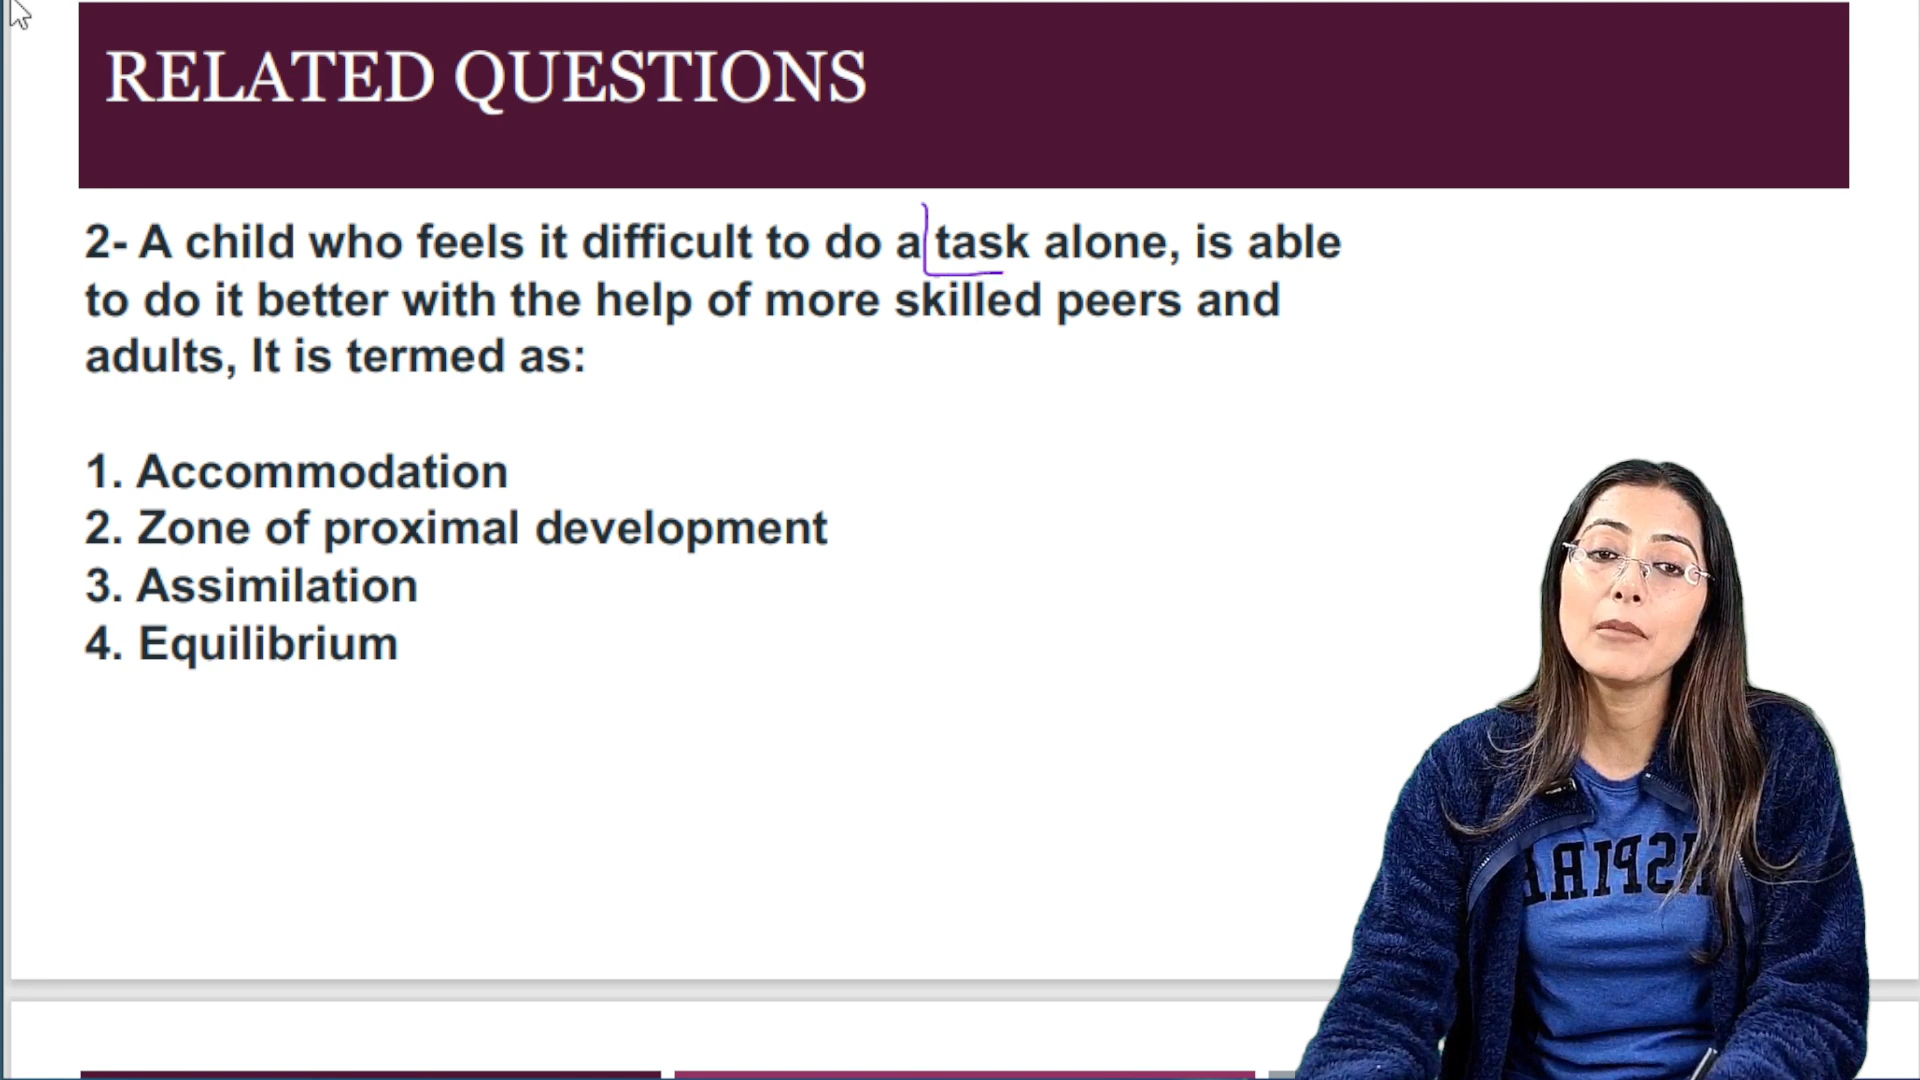 RELATED QUESTIONS
2- A child who feels it difficult to do a task alone, is able
to do it better with the help of more skilled peers and
adults, It is termed as:
1. Accommodation
2. Zone of proximal development
3. Assimilation
4. Equilibrium